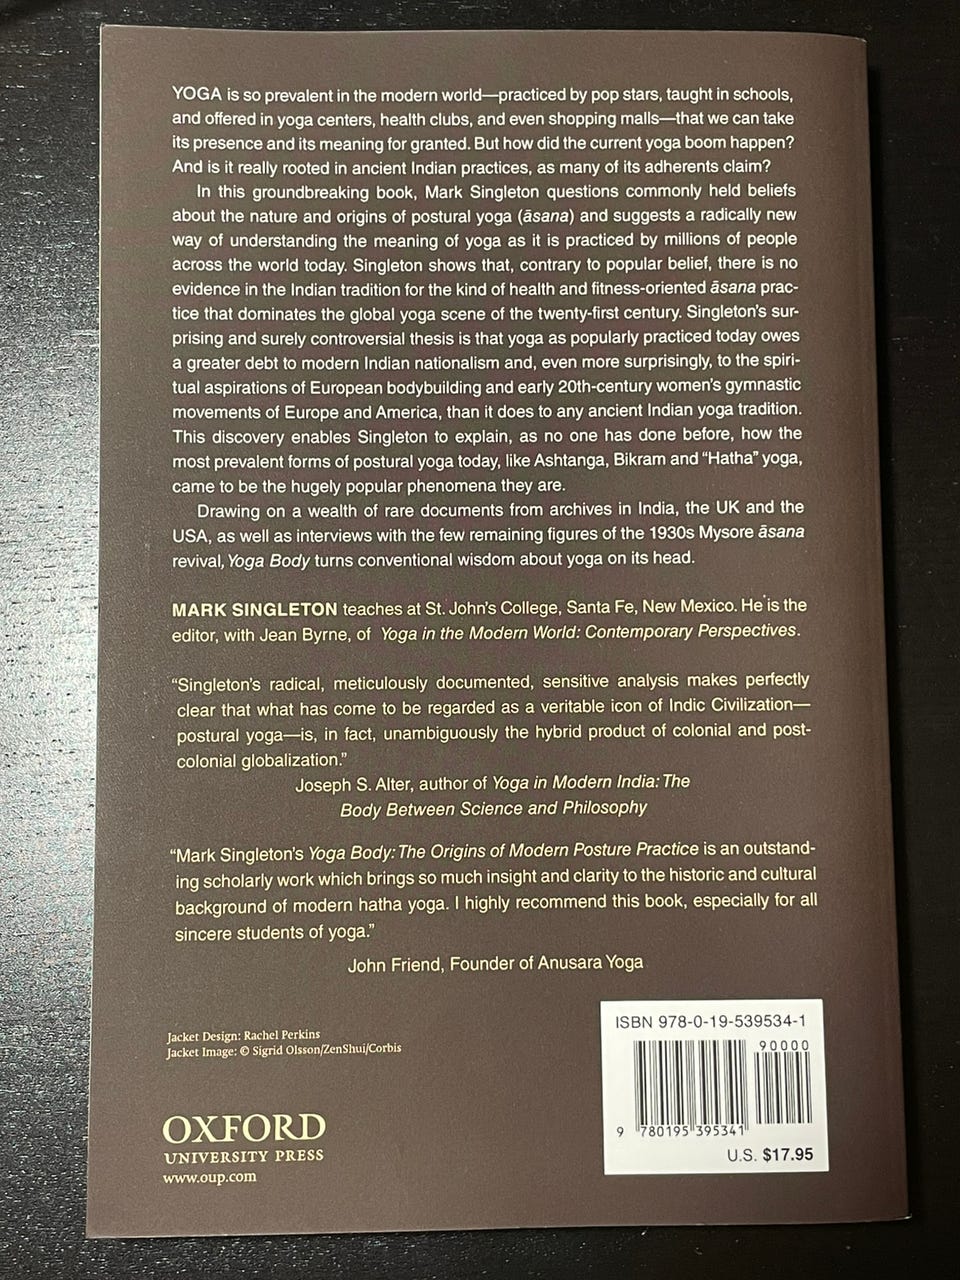 YOGA is so prevalent in the modern world—practiced by pop stars, taught in schools,
and offered in yoga centers, health clubs, and even shopping malls—that we can take
its presence and its meaning for granted. But how did the current yoga boom happen?
And is it really rooted in ancient Indian practices, as many of its adherents claim?
In this groundbreaking book, Mark Singleton questions commonly held beliefs
about the nature and origins of postural yoga (āsana) and suggests a radically new
way of understanding the meaning of yoga as it is practiced by millions of people
across the world today. Singleton shows that, contrary to popular belief, there is no
evidence in the Indian tradition for the kind of health and fitness-oriented āsana prac-
tice that dominates the global yoga scene of the twenty-first century. Singleton's sur-
prising and surely controversial thesis is that yoga as popularly practiced today owes
a greater debt to modern Indian nationalism and, even more surprisingly, to the spiri-
tual aspirations of European bodybuilding and early 20th-century women's gymnastic
movements of Europe and America, than it does to any ancient Indian yoga tradition.
This discovery enables Singleton to explain, as no one has done before, how the
most prevalent forms of postural yoga today, like Ashtanga, Bikram and "Hatha" yoga,
came to be the hugely popular phenomena they are.
Drawing on a wealth of rare documents from archives in India, the UK and the
USA, as well as interviews with the few remaining figures of the 1930s Mysore āsana
revival, Yoga Body turns conventional wisdom about yoga on its head.
MARK SINGLETON teaches at St. John's College, Santa Fe, New Mexico. He is the
editor, with Jean Byrne, of Yoga in the Modern World: Contemporary Perspectives.
"Singleton's radical, meticulously documented, sensitive analysis makes perfectly
clear that what has come to be regarded as a veritable icon of Indic Civilization—
postural yoga—is, in fact, unambiguously the hybrid product of colonial and post-
colonial globalization."
Joseph S. Alter, author of Yoga in Modern India: The
Body Between Science and Philosophy
"Mark Singleton's Yoga Body: The Origins of Modern Posture Practice is an outstand-
ing scholarly work which brings so much insight and clarity to the historic and cultural
background of modern hatha yoga. I highly recommend this book, especially for all
sincere students of yoga."
John Friend, Founder of Anusara Yoga
Jacket Design: Rachel Perkins
Jacket Image: © Sigrid Olsson/ZenShui/Corbis
OXFORD
UNIVERSITY PRESS
www.oup.com
ISBN 978-0-19-539534-1
90000
9 780195 395341
U.S. $17.95